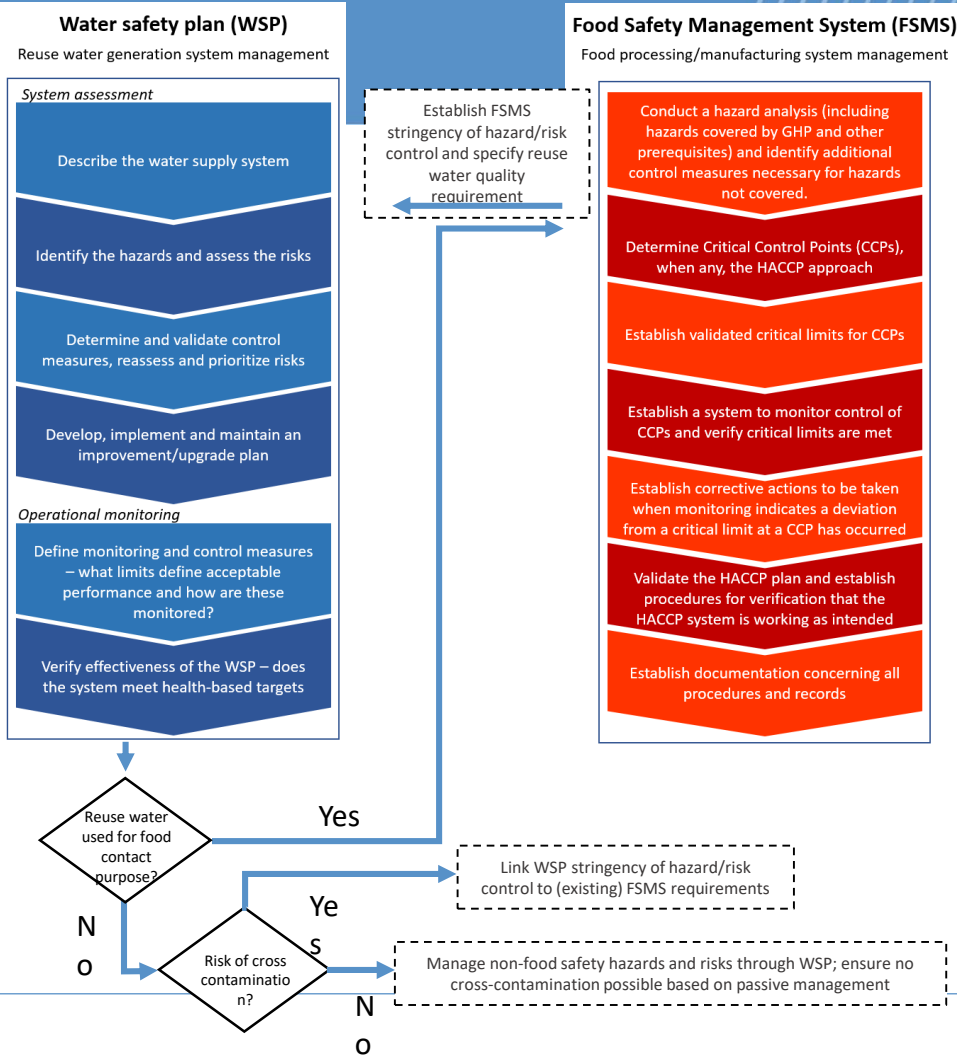 Water safety plan (WSP)
Reuse water generation system management
System assessment
Describe the water supply system
Identify the hazards and assess the risks
Determine and validate control
measures, reassess and prioritize risks
Develop, implement and maintain an
improvement/upgrade plan
Operational monitoring
Define monitoring and control measures
– what limits define acceptable
performance and how are these
monitored?
Verify effectiveness of the WSP – does
the system meet health-based targets
Establish FSMS
stringency of hazard/risk
control and specify reuse
water quality
requirement
Food Safety Management System (FSMS)
Food processing/manufacturing system management
Conduct a hazard analysis (including
hazards covered by GHP and other
prerequisites) and identify additional
control measures necessary for hazards
not covered.
Determine Critical Control Points (CCPs),
when any, the HACCP approach
Establish validated critical limits for CCPs
Establish a system to monitor control of
CCPs and verify critical limits are met
Establish corrective actions to be taken
when monitoring indicates a deviation
from a critical limit at a CCP has occurred
Validate the HACCP plan and establish
procedures for verification that the
HACCP system is working as intended
Establish documentation concerning all
procedures and records
Reuse water
used for food
contact
purpose?
Yes
N
o
Risk of cross
contaminatio
n?
Ye
s
Link WSP stringency of hazard/risk
control to (existing) FSMS requirements
N
o
Manage non-food safety hazards and risks through WSP; ensure no
cross-contamination possible based on passive management